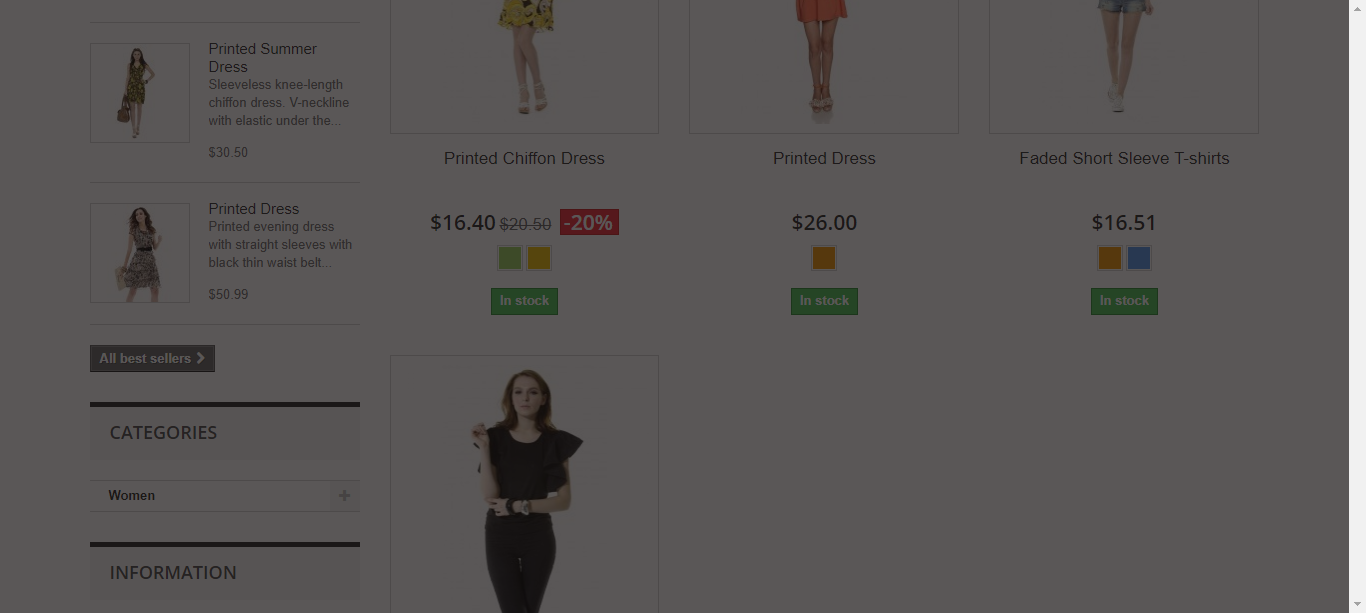 Printed Summer
Dress
Sleeveless knee-length
chiffon dress. V-neckline
with elastic under the...
$30.50
Printed Dress
Printed evening dress
with straight sleeves with
black thin waist belt...
$50.99
All best sellers
CATEGORIES
Women
INFORMATION
Printed Chiffon Dress
$16.40 $20.50 -20%
In stock
Printed Dress
$26.00
In stock
Faded Short Sleeve T-shirts
$16.51
In stock